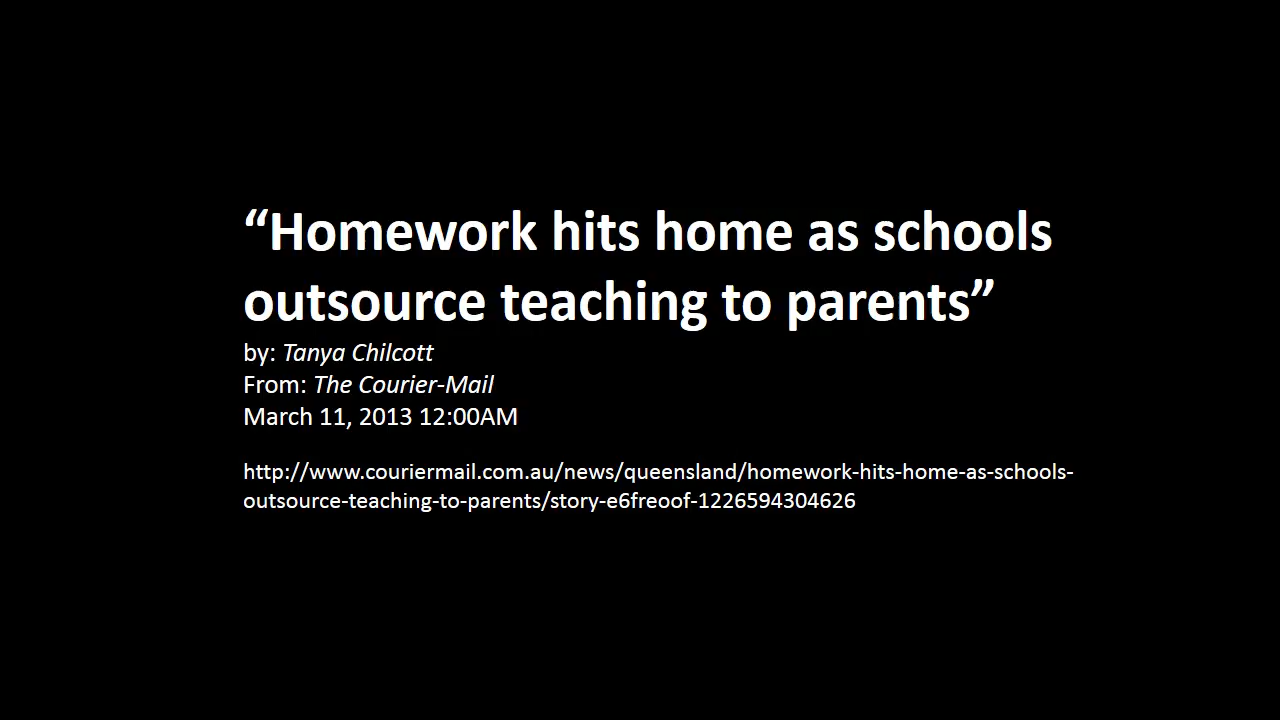 “Homework hits home as schools
outsource teaching to parents”
by: Tanya Chilcott
From: The Courier-Mail
March 11, 2013 12:00AM
http://www.couriermail.com.au/news/queensland/homework-hits-home-as-schools-
outsource-teaching-to-parents/story-e6freoof-1226594304626